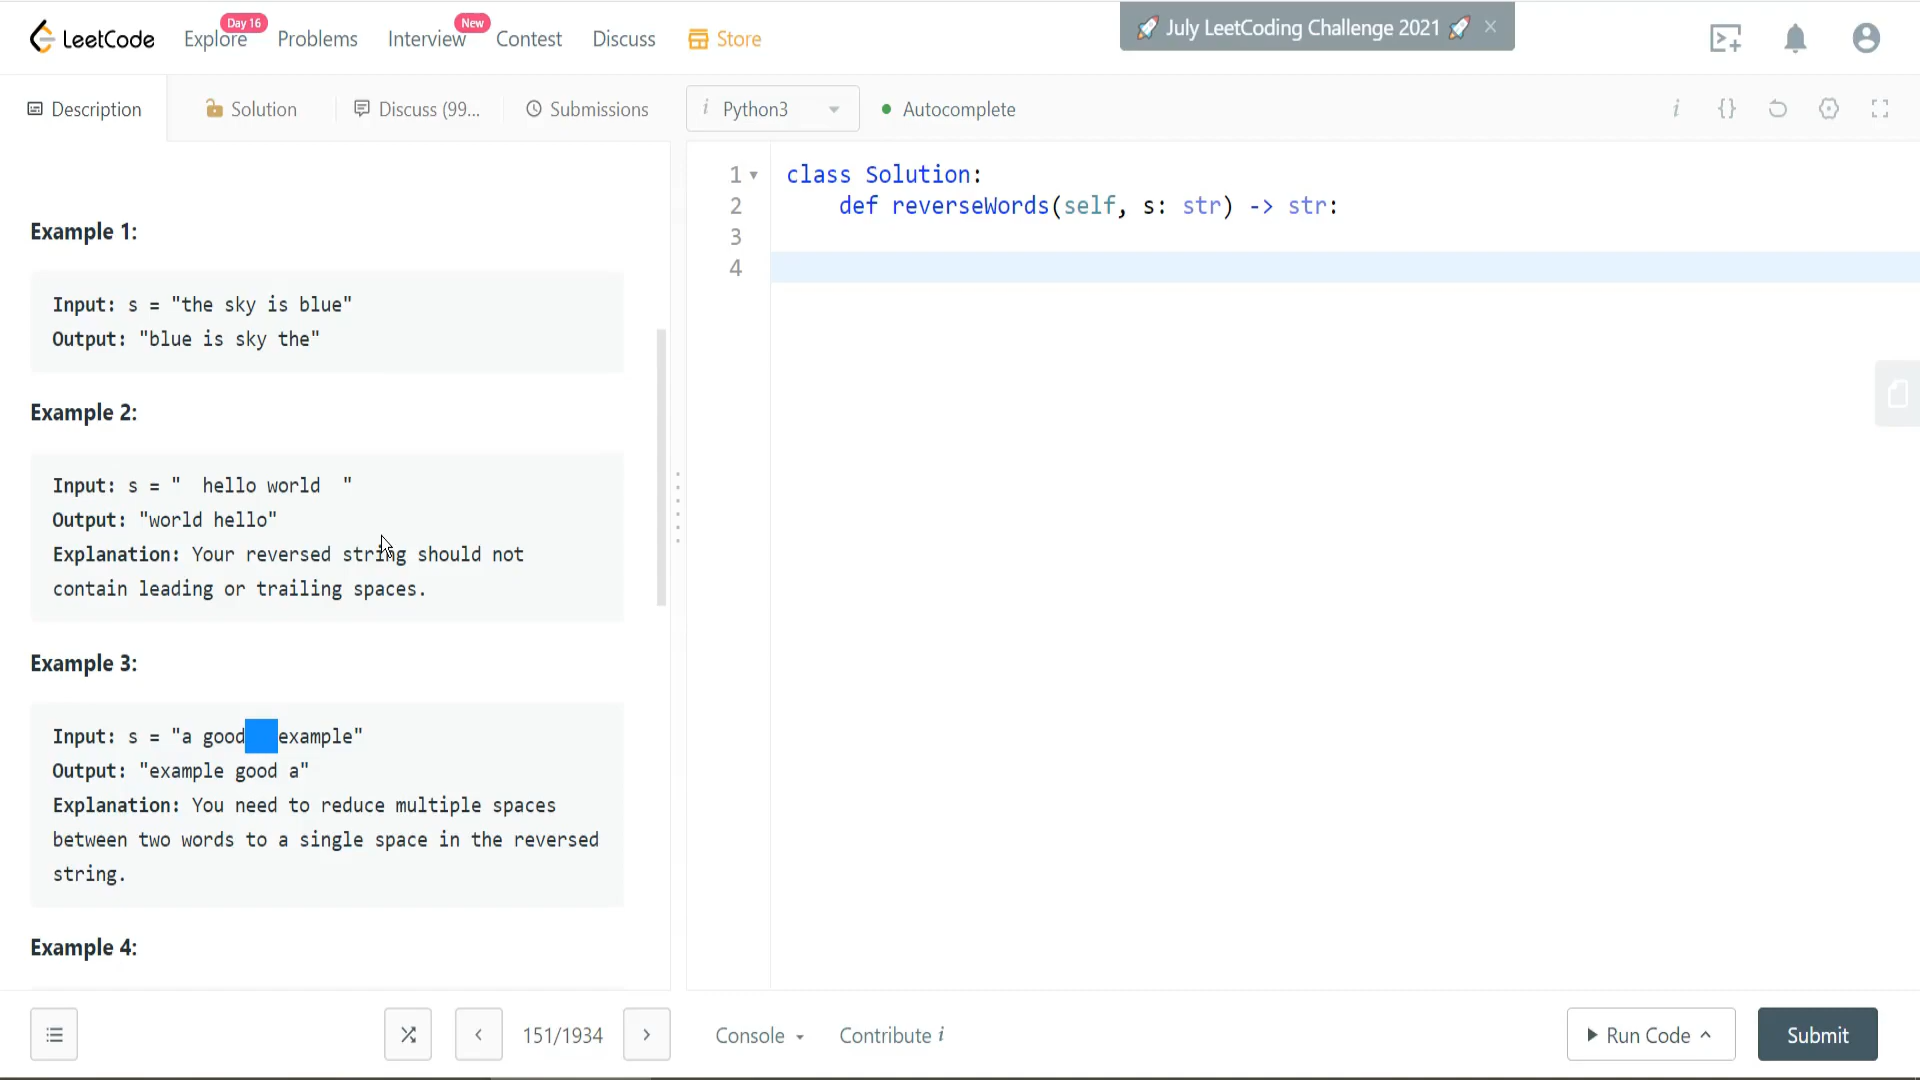 LeetCode Explore Day 16 Problems Interview New Contest Discuss Store July LeetCoding Challenge 2021 ×
Description Solution Discuss (99... Submissions i Python3 Autocomplete i {}
Example 1:
Input: s = "the sky is blue"
Output: "blue is sky the"
Example 2:
Input: s = "  hello world  "
Output: "world hello"
Explanation: Your reversed string should not
contain leading or trailing spaces.
Example 3:
Input: s = "a good   example"
Output: "example good a"
Explanation: You need to reduce multiple spaces
between two words to a single space in the reversed
string.
Example 4:
1 class Solution:
2     def reverseWords(self, s: str) -> str:
3
4
151/1934 Console Contribute i Run Code Submit